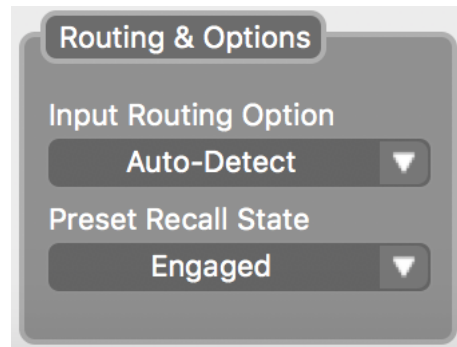 Routing & Options
Input Routing Option
Auto-Detect
Preset Recall State
Engaged